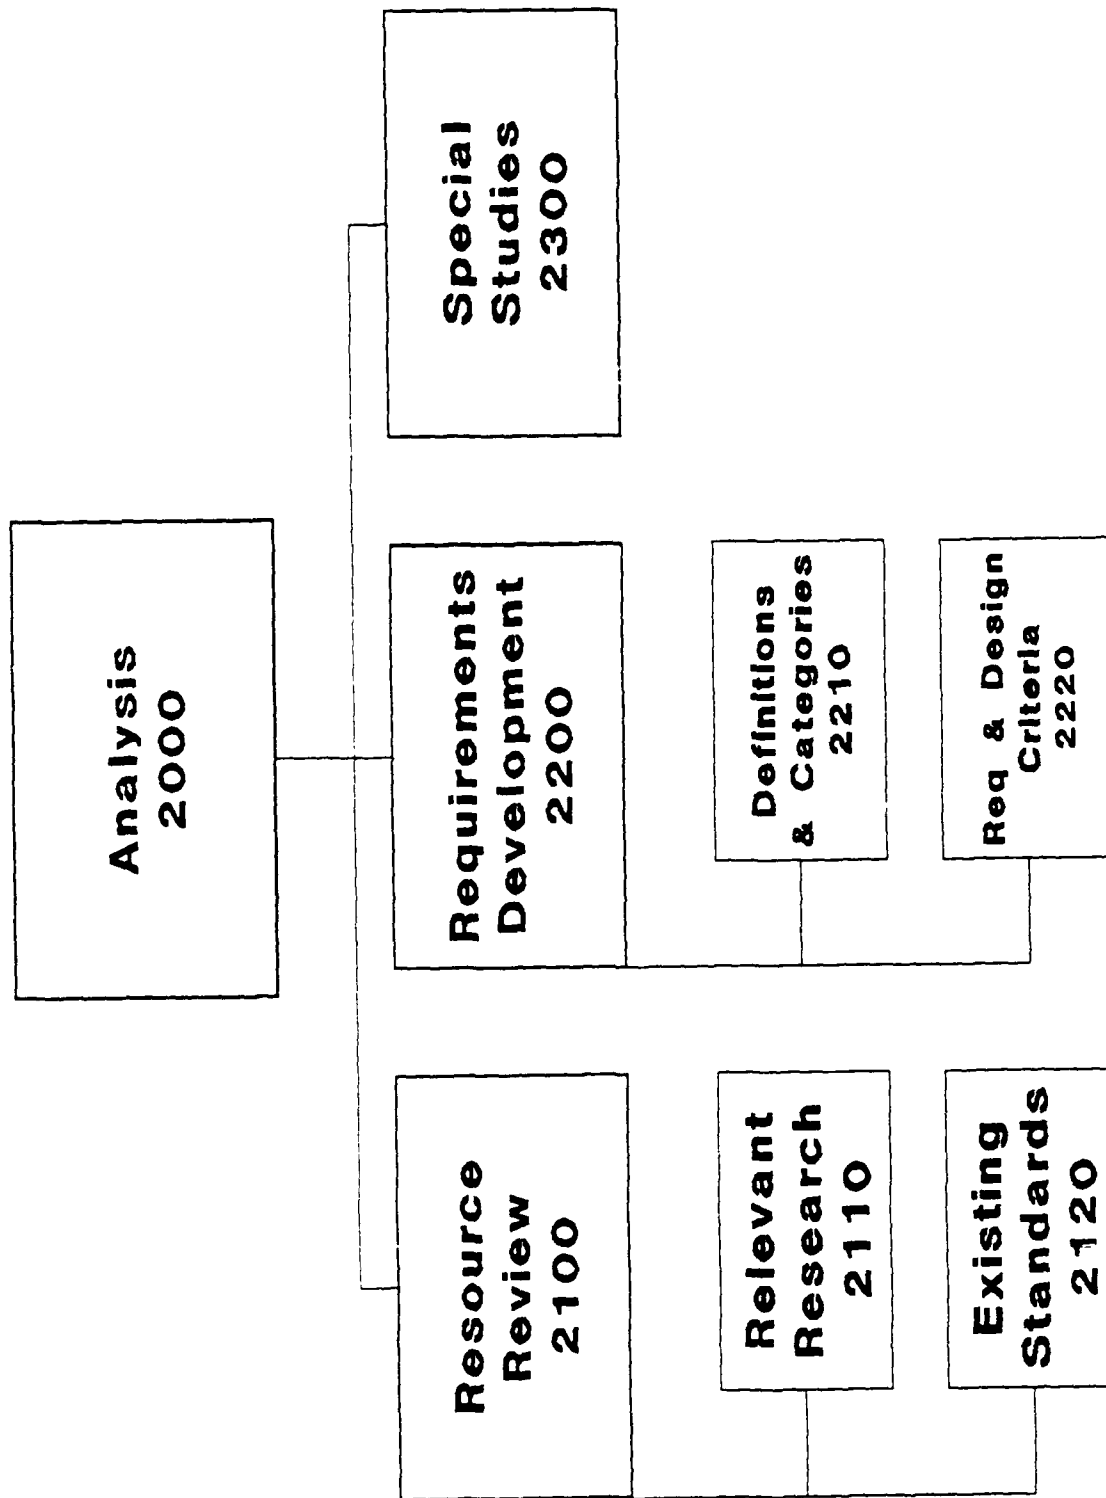 Analysis
2000
Resource
Review
2100
Requirements
Development
2200
Special
Studies
2300
Relevant
Research
2110
Definitions
& Categories
2210
Existing
Standards
2120
Req & Design
Criteria
2220